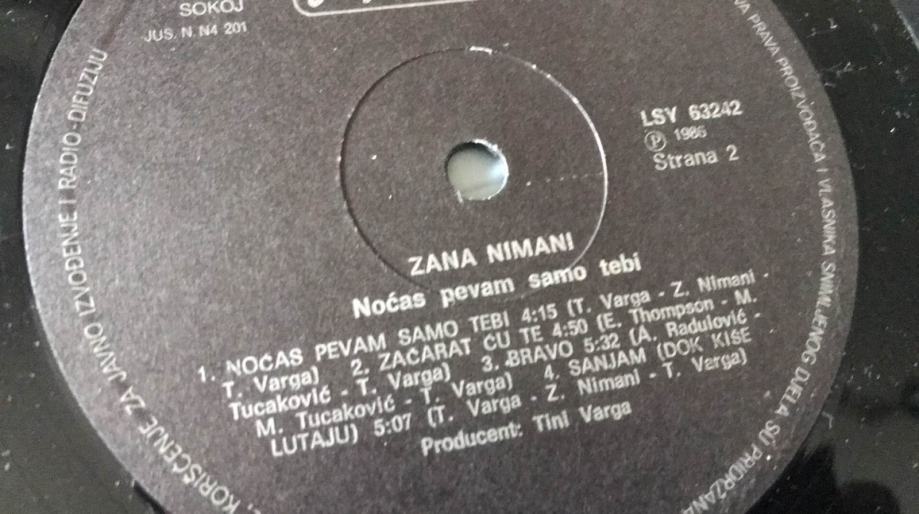 SOKOJ
JUS. N. N4 201
LSY 63242
Ⓟ 1986
Strana 2
ZANA NIMANI
Noćas pevam samo tebi
1. NOĆAS PEVAM SAMO TEBI 4:15 (T. Varga - Z. Nimani -
T. Varga) 2. ZAČARAT ĆU TE 4:50 (E. Thompson - M.
Tucaković - T. Varga) 3. BRAVO 5:32 (A. Radulović -
M. Tucaković - T. Varga) 4. SANJAM (DOK KIŠE
LUTAJU) 5:07 (T. Varga - Z. Nimani - T. Varga)
Producent: Tini Varga
KORIŠĆENJE ZA JAVNO IZVOĐENJE I RADIO-DIFUZIJU
PRAVA PROIZVOĐAČA I VLASNIKA SNIMLJENOG DJELA SU PRIDRŽANA